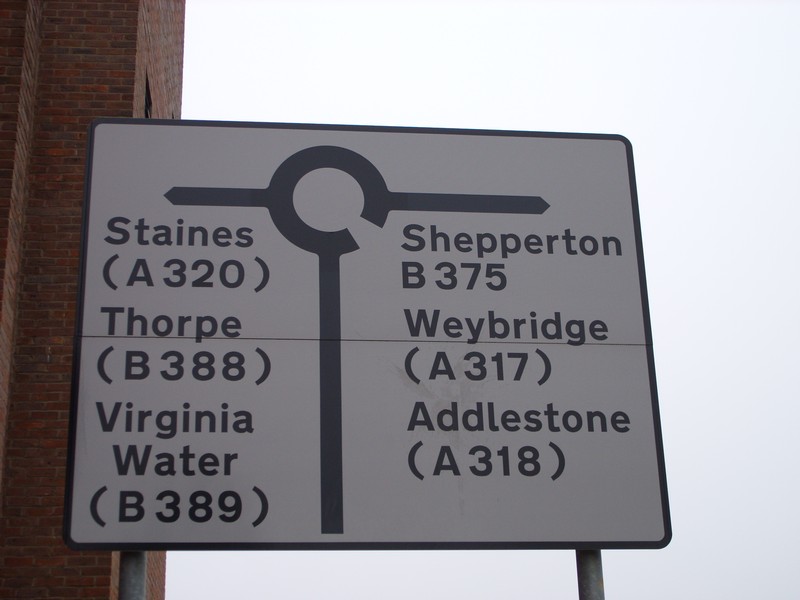 Staines
(A320)
Thorpe
(B388)
Virginia
Water
(B389)
Shepperton
B375
Weybridge
(A317)
Addlestone
(A318)